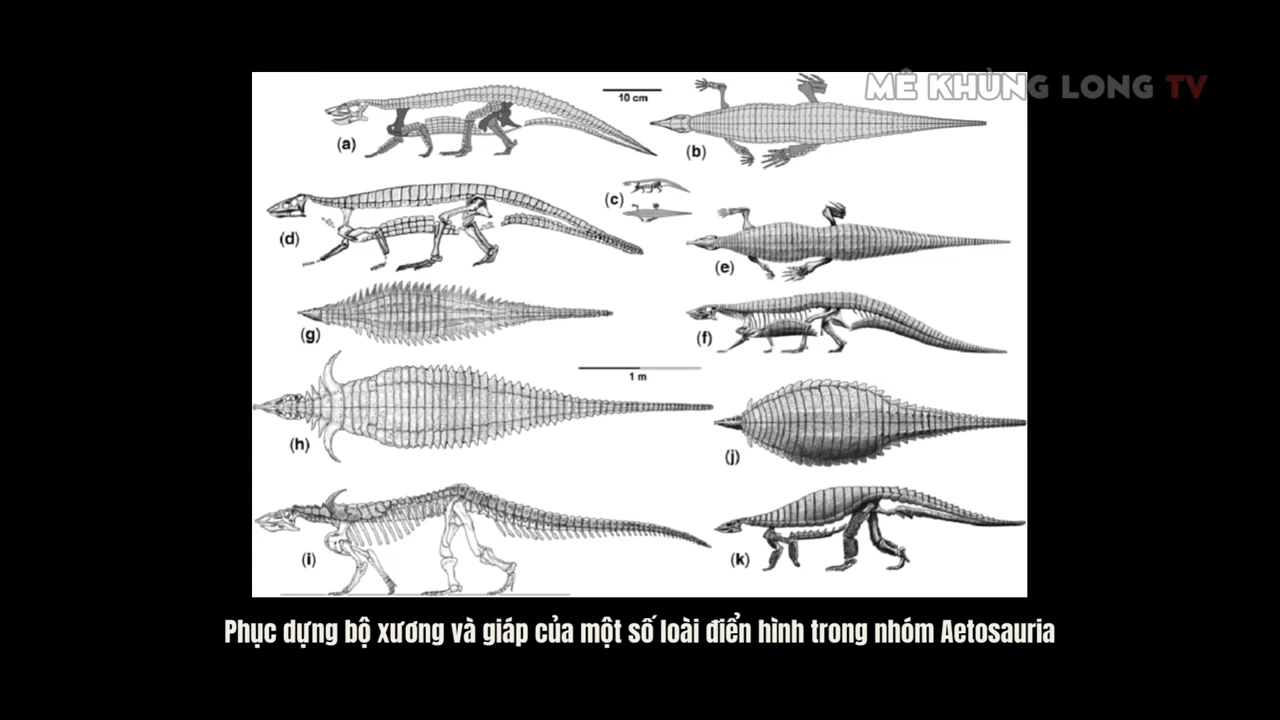 MÊ KHỦNG LONG TV
10 cm
(a)
(b)
(c)
(d)
(e)
(g)
(f)
1 m
(h)
(j)
(i)
(k)
Phục dựng bộ xương và giáp của một số loài điển hình trong nhóm Aetosauria